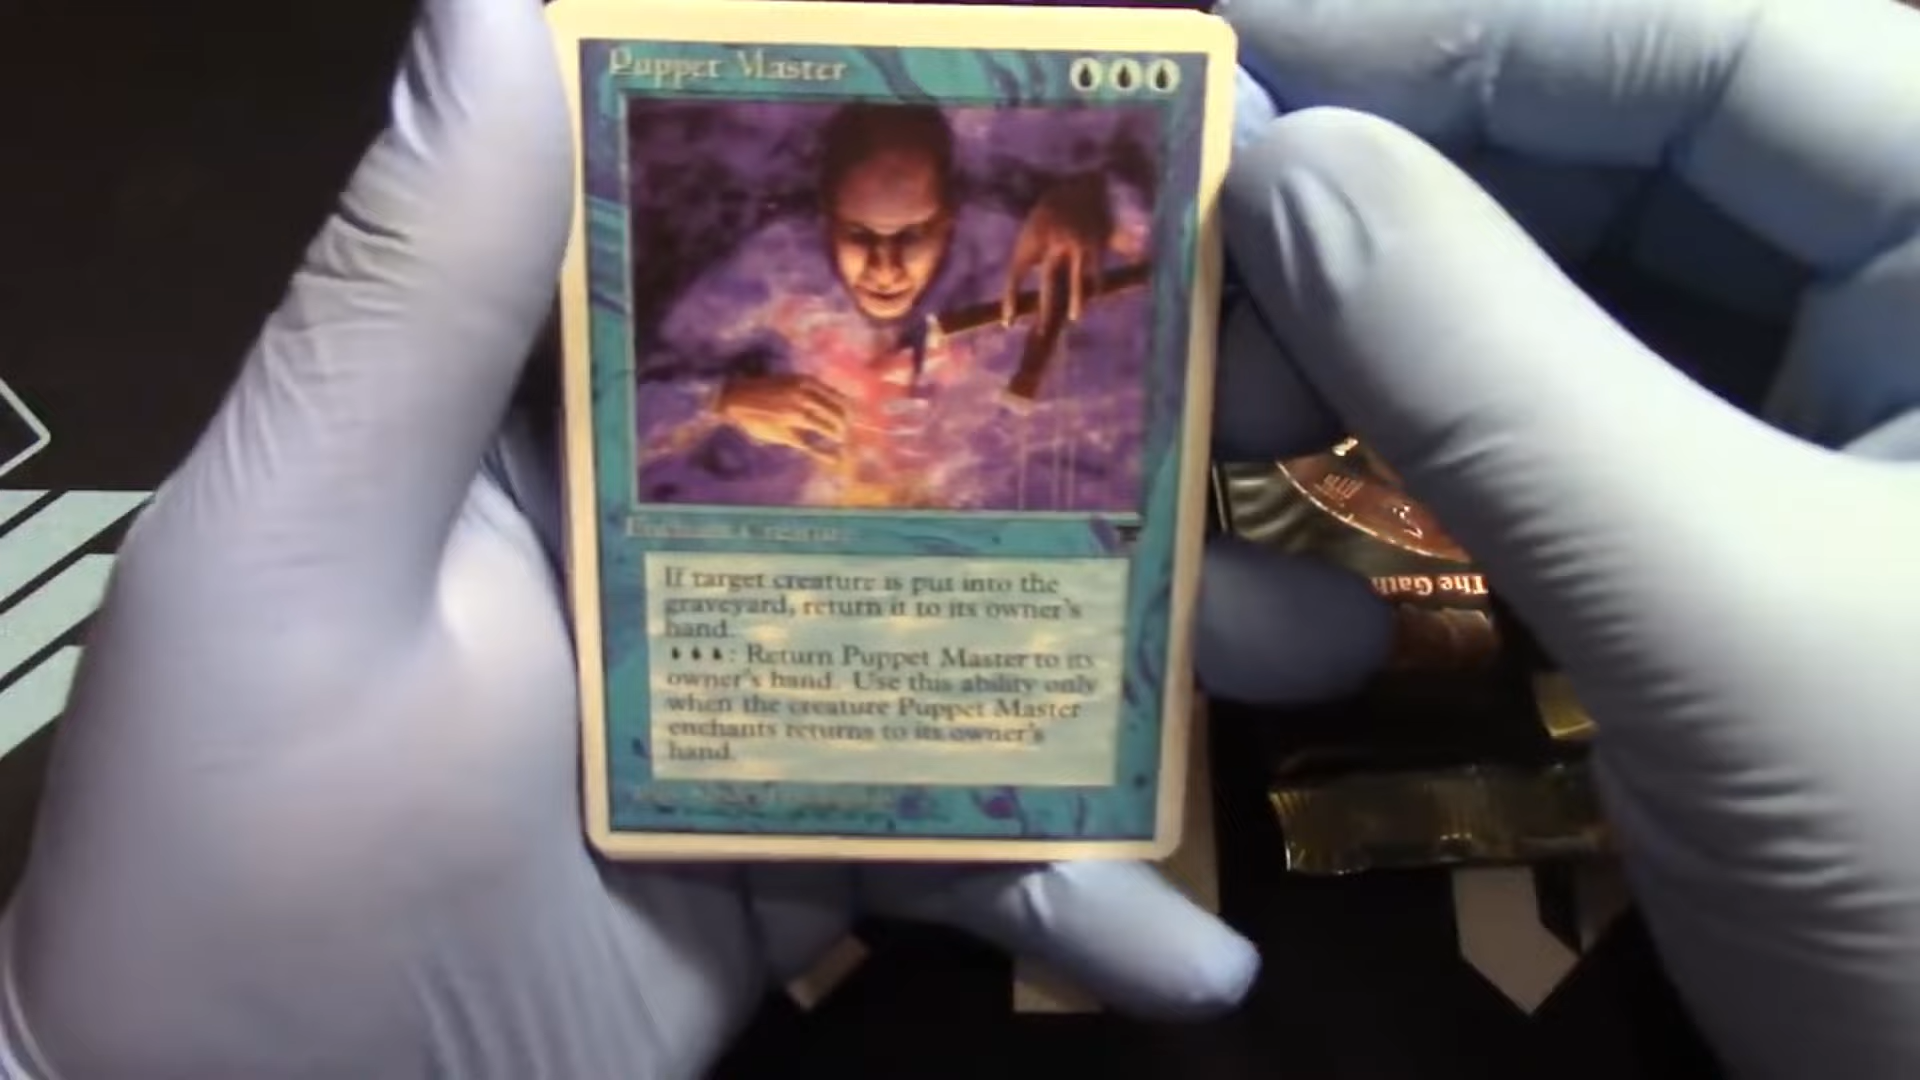 Puppet Master
Enchant Creature
If target creature is put into the
graveyard, return it to its owner's
hand.
: Return Puppet Master to its
owner's hand. Use this ability only
when the creature Puppet Master
enchants returns to its owner's
hand.
The Gath